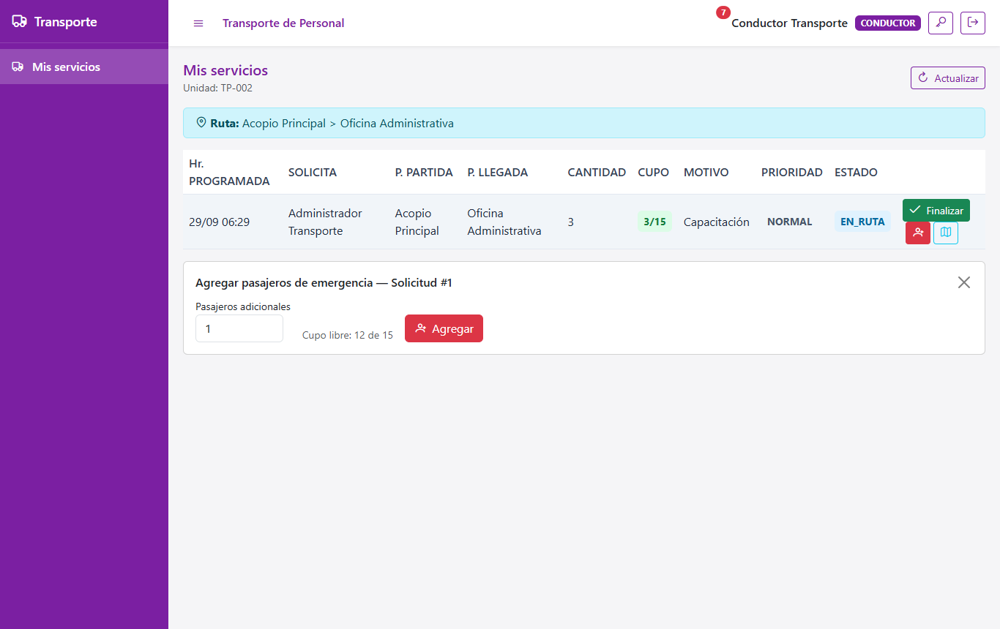 Transporte
Mis servicios
Transporte de Personal
7
Conductor Transporte
CONDUCTOR
Mis servicios
Unidad: TP-002
Actualizar
Ruta: Acopio Principal > Oficina Administrativa
Hr. PROGRAMADA
SOLICITA
P. PARTIDA
P. LLEGADA
CANTIDAD
CUPO
MOTIVO
PRIORIDAD
ESTADO
29/09 06:29
Administrador
Transporte
Acopio
Principal
Oficina
Administrativa
3
3/15
Capacitación
NORMAL
EN_RUTA
Finalizar
Agregar pasajeros de emergencia — Solicitud #1
Pasajeros adicionales
1
Cupo libre: 12 de 15
Agregar